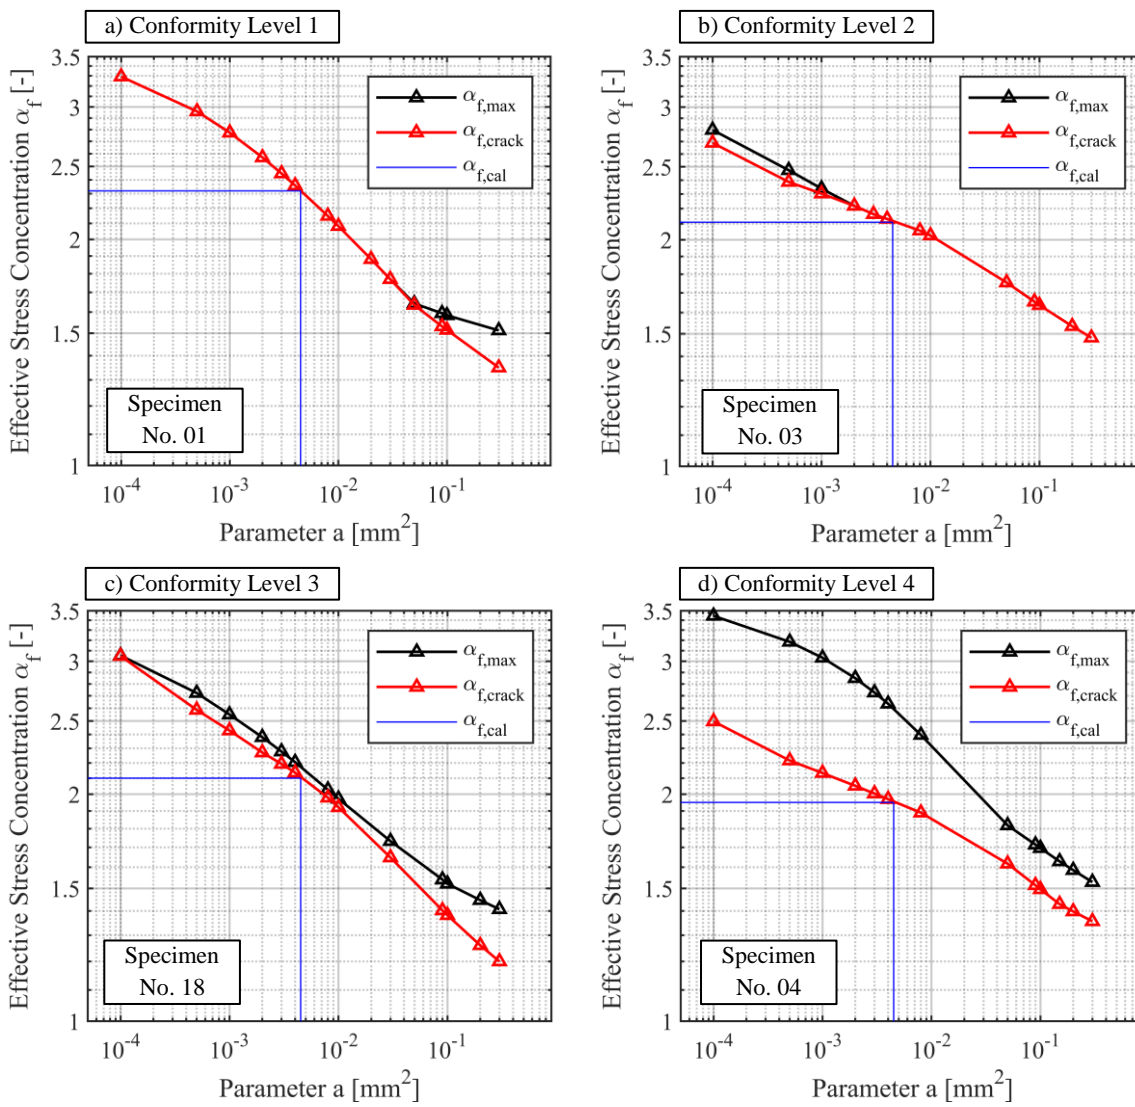 a) Conformity Level 1
3.5
3
2.5
2
1.5
1
Effective Stress Concentration α_f [-]
α_f,max
α_f,crack
α_f,cal
Specimen
No. 01
10^-4
10^-3
10^-2
10^-1
Parameter a [mm^2]
b) Conformity Level 2
3.5
3
2.5
2
1.5
1
Effective Stress Concentration α_f [-]
α_f,max
α_f,crack
α_f,cal
Specimen
No. 03
10^-4
10^-3
10^-2
10^-1
Parameter a [mm^2]
c) Conformity Level 3
3.5
3
2.5
2
1.5
1
Effective Stress Concentration α_f [-]
α_f,max
α_f,crack
α_f,cal
Specimen
No. 18
10^-4
10^-3
10^-2
10^-1
Parameter a [mm^2]
d) Conformity Level 4
3.5
3
2.5
2
1.5
1
Effective Stress Concentration α_f [-]
α_f,max
α_f,crack
α_f,cal
Specimen
No. 04
10^-4
10^-3
10^-2
10^-1
Parameter a [mm^2]